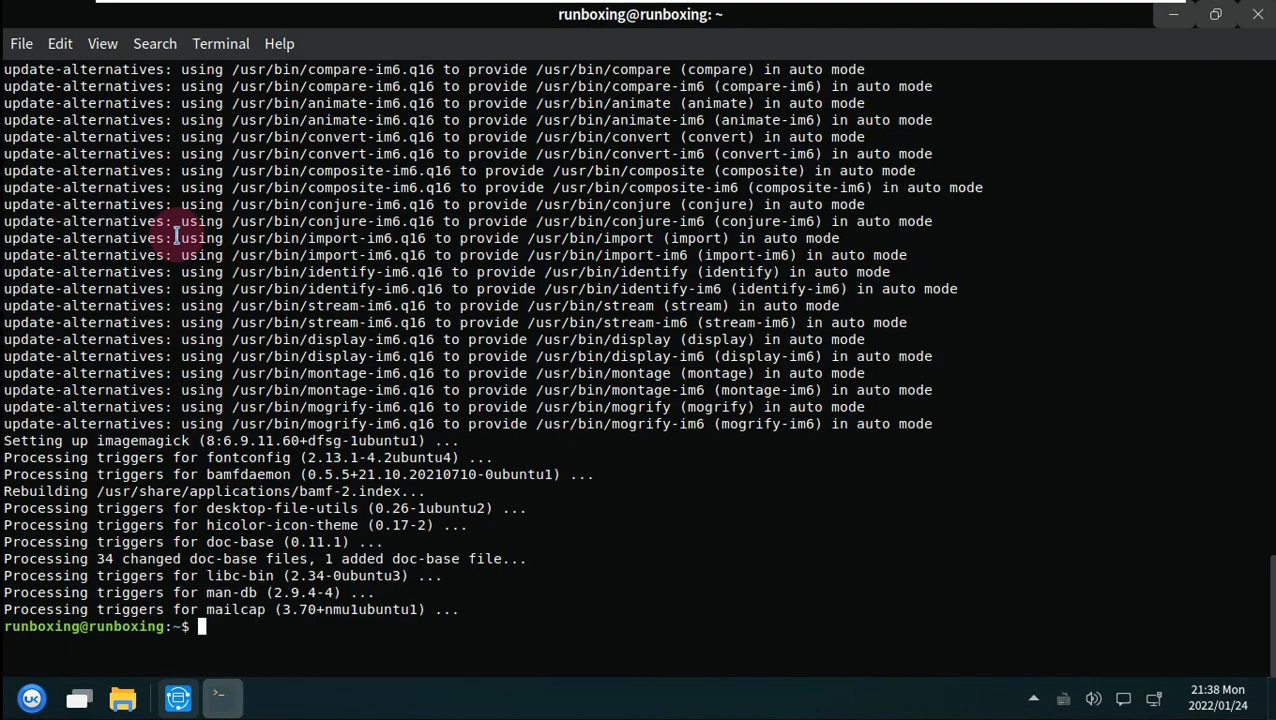 runboxing@runboxing: ~
File Edit View Search Terminal Help
update-alternatives: using /usr/bin/compare-im6.q16 to provide /usr/bin/compare (compare) in auto mode
update-alternatives: using /usr/bin/compare-im6.q16 to provide /usr/bin/compare-im6 (compare-im6) in auto mode
update-alternatives: using /usr/bin/animate-im6.q16 to provide /usr/bin/animate (animate) in auto mode
update-alternatives: using /usr/bin/animate-im6.q16 to provide /usr/bin/animate-im6 (animate-im6) in auto mode
update-alternatives: using /usr/bin/convert-im6.q16 to provide /usr/bin/convert (convert) in auto mode
update-alternatives: using /usr/bin/convert-im6.q16 to provide /usr/bin/convert-im6 (convert-im6) in auto mode
update-alternatives: using /usr/bin/composite-im6.q16 to provide /usr/bin/composite (composite) in auto mode
update-alternatives: using /usr/bin/composite-im6.q16 to provide /usr/bin/composite-im6 (composite-im6) in auto mode
update-alternatives: using /usr/bin/conjure-im6.q16 to provide /usr/bin/conjure (conjure) in auto mode
update-alternatives: using /usr/bin/conjure-im6.q16 to provide /usr/bin/conjure-im6 (conjure-im6) in auto mode
update-alternatives: using /usr/bin/import-im6.q16 to provide /usr/bin/import (import) in auto mode
update-alternatives: using /usr/bin/import-im6.q16 to provide /usr/bin/import-im6 (import-im6) in auto mode
update-alternatives: using /usr/bin/identify-im6.q16 to provide /usr/bin/identify (identify) in auto mode
update-alternatives: using /usr/bin/identify-im6.q16 to provide /usr/bin/identify-im6 (identify-im6) in auto mode
update-alternatives: using /usr/bin/stream-im6.q16 to provide /usr/bin/stream (stream) in auto mode
update-alternatives: using /usr/bin/stream-im6.q16 to provide /usr/bin/stream-im6 (stream-im6) in auto mode
update-alternatives: using /usr/bin/display-im6.q16 to provide /usr/bin/display (display) in auto mode
update-alternatives: using /usr/bin/display-im6.q16 to provide /usr/bin/display-im6 (display-im6) in auto mode
update-alternatives: using /usr/bin/montage-im6.q16 to provide /usr/bin/montage (montage) in auto mode
update-alternatives: using /usr/bin/montage-im6.q16 to provide /usr/bin/montage-im6 (montage-im6) in auto mode
update-alternatives: using /usr/bin/mogrify-im6.q16 to provide /usr/bin/mogrify (mogrify) in auto mode
update-alternatives: using /usr/bin/mogrify-im6.q16 to provide /usr/bin/mogrify-im6 (mogrify-im6) in auto mode
Setting up imagemagick (8:6.9.11.60+dfsg-1ubuntu1) ...
Processing triggers for fontconfig (2.13.1-4.2ubuntu4) ...
Processing triggers for bamfdaemon (0.5.5+21.10.20210710-0ubuntu1) ...
Rebuilding /usr/share/applications/bamf-2.index...
Processing triggers for desktop-file-utils (0.26-1ubuntu2) ...
Processing triggers for hicolor-icon-theme (0.17-2) ...
Processing triggers for doc-base (0.11.1) ...
Processing 34 changed doc-base files, 1 added doc-base file...
Processing triggers for libc-bin (2.34-0ubuntu3) ...
Processing triggers for man-db (2.9.4-4) ...
Processing triggers for mailcap (3.70+nmu1ubuntu1) ...
runboxing@runboxing:~$
UK
21:38 Mon
2022/01/24